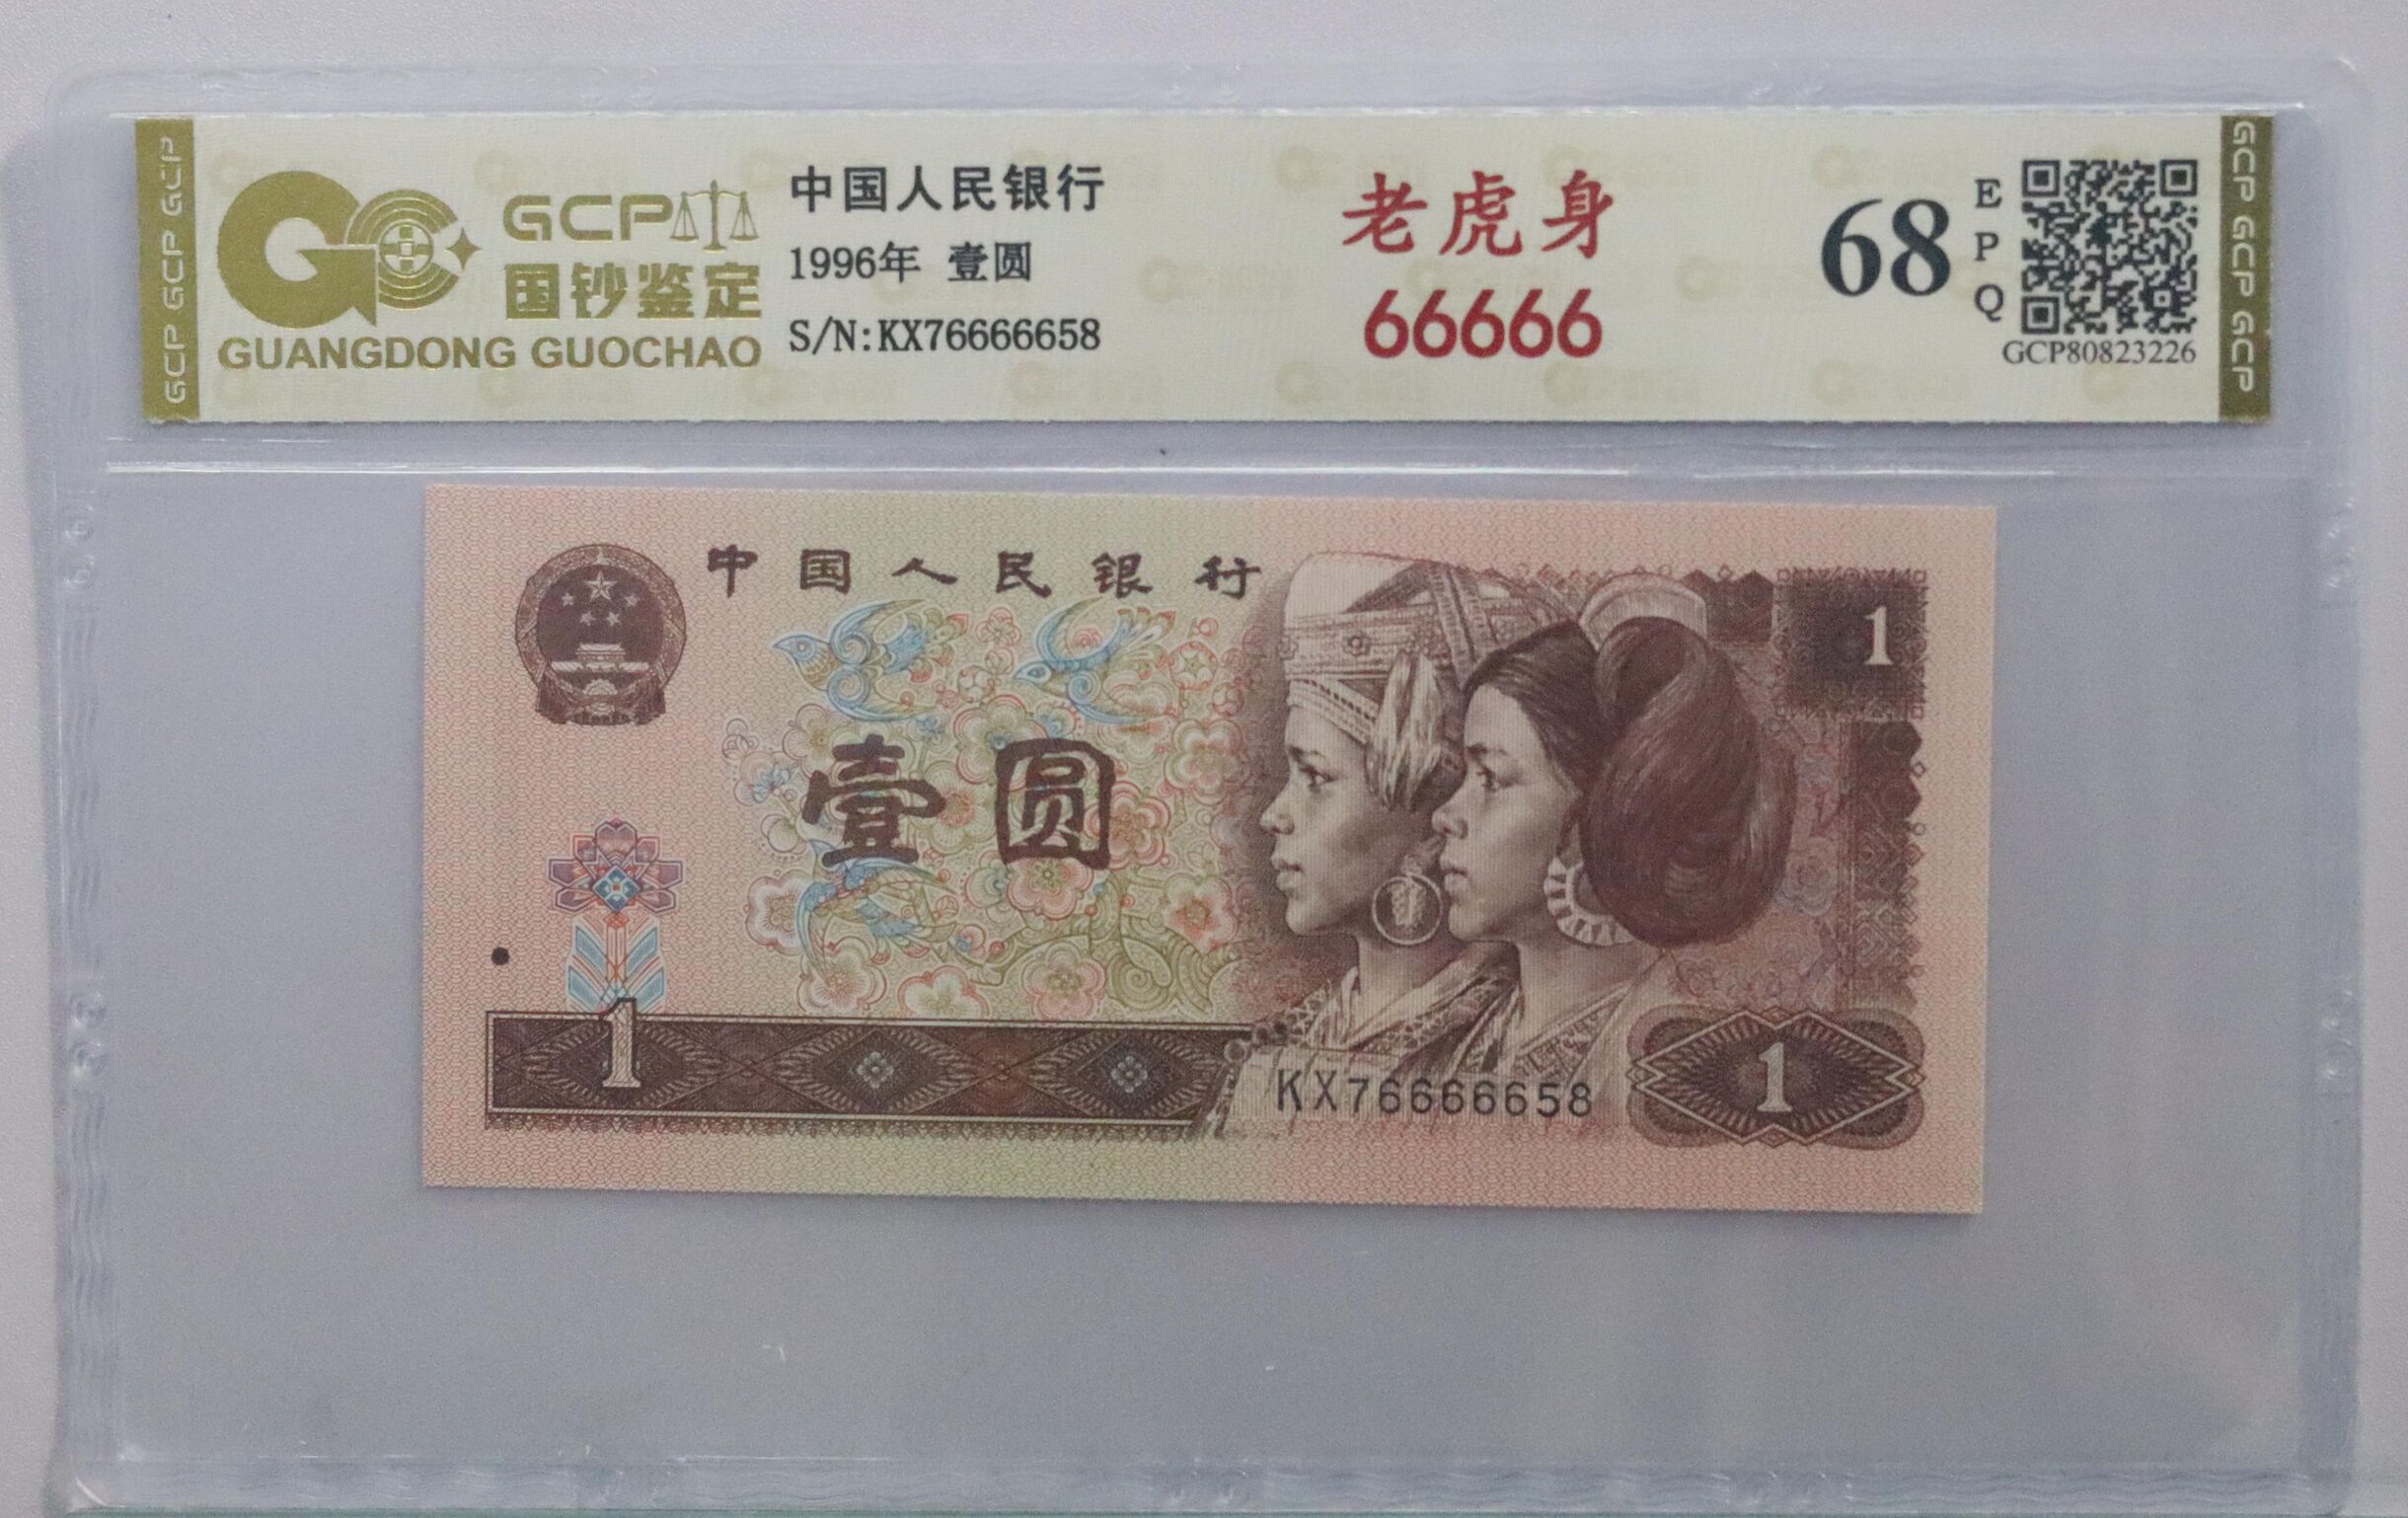 GCP GCP GCP
GCP
国钞鉴定
GUANGDONG GUOCHAO
中国人民银行
1996年 壹圆
S/N:KX76666658
老虎身
66666
68
EPQ
GCP80823226
GCP GCP GCP
中国人民银行
1
壹圆
1
KX76666658
1